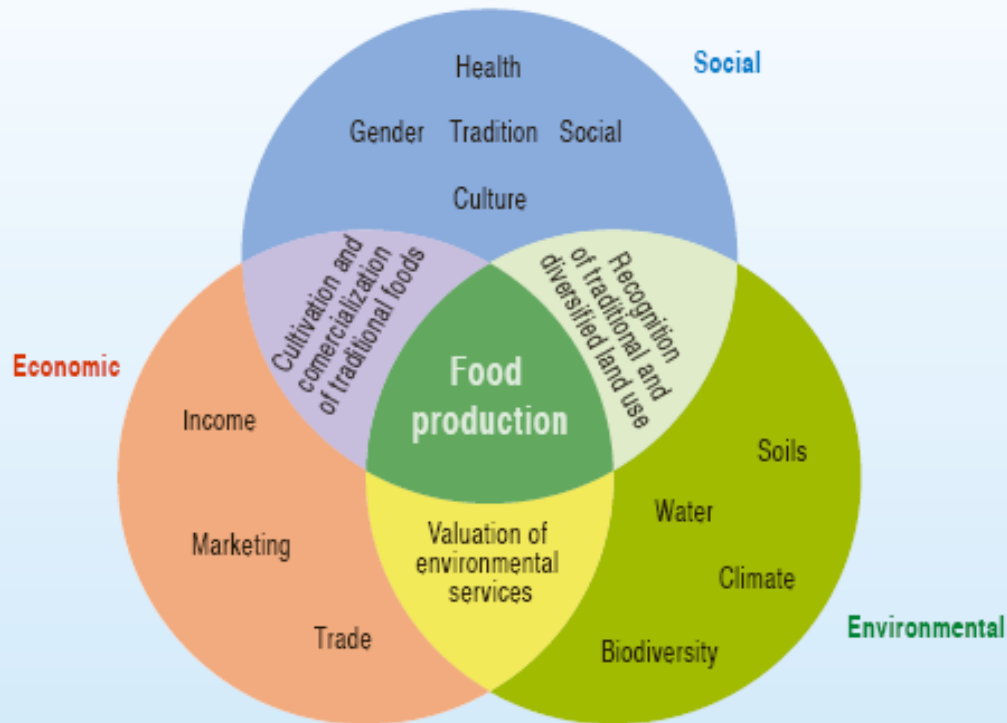 Health
Social
Gender Tradition Social
Culture
Cultivation and
comercialization
of traditional foods
Recognition
of traditional and
diversified land use
Economic
Food
production
Income
Soils
Water
Marketing
Valuation of
environmental
services
Climate
Trade
Biodiversity
Environmental